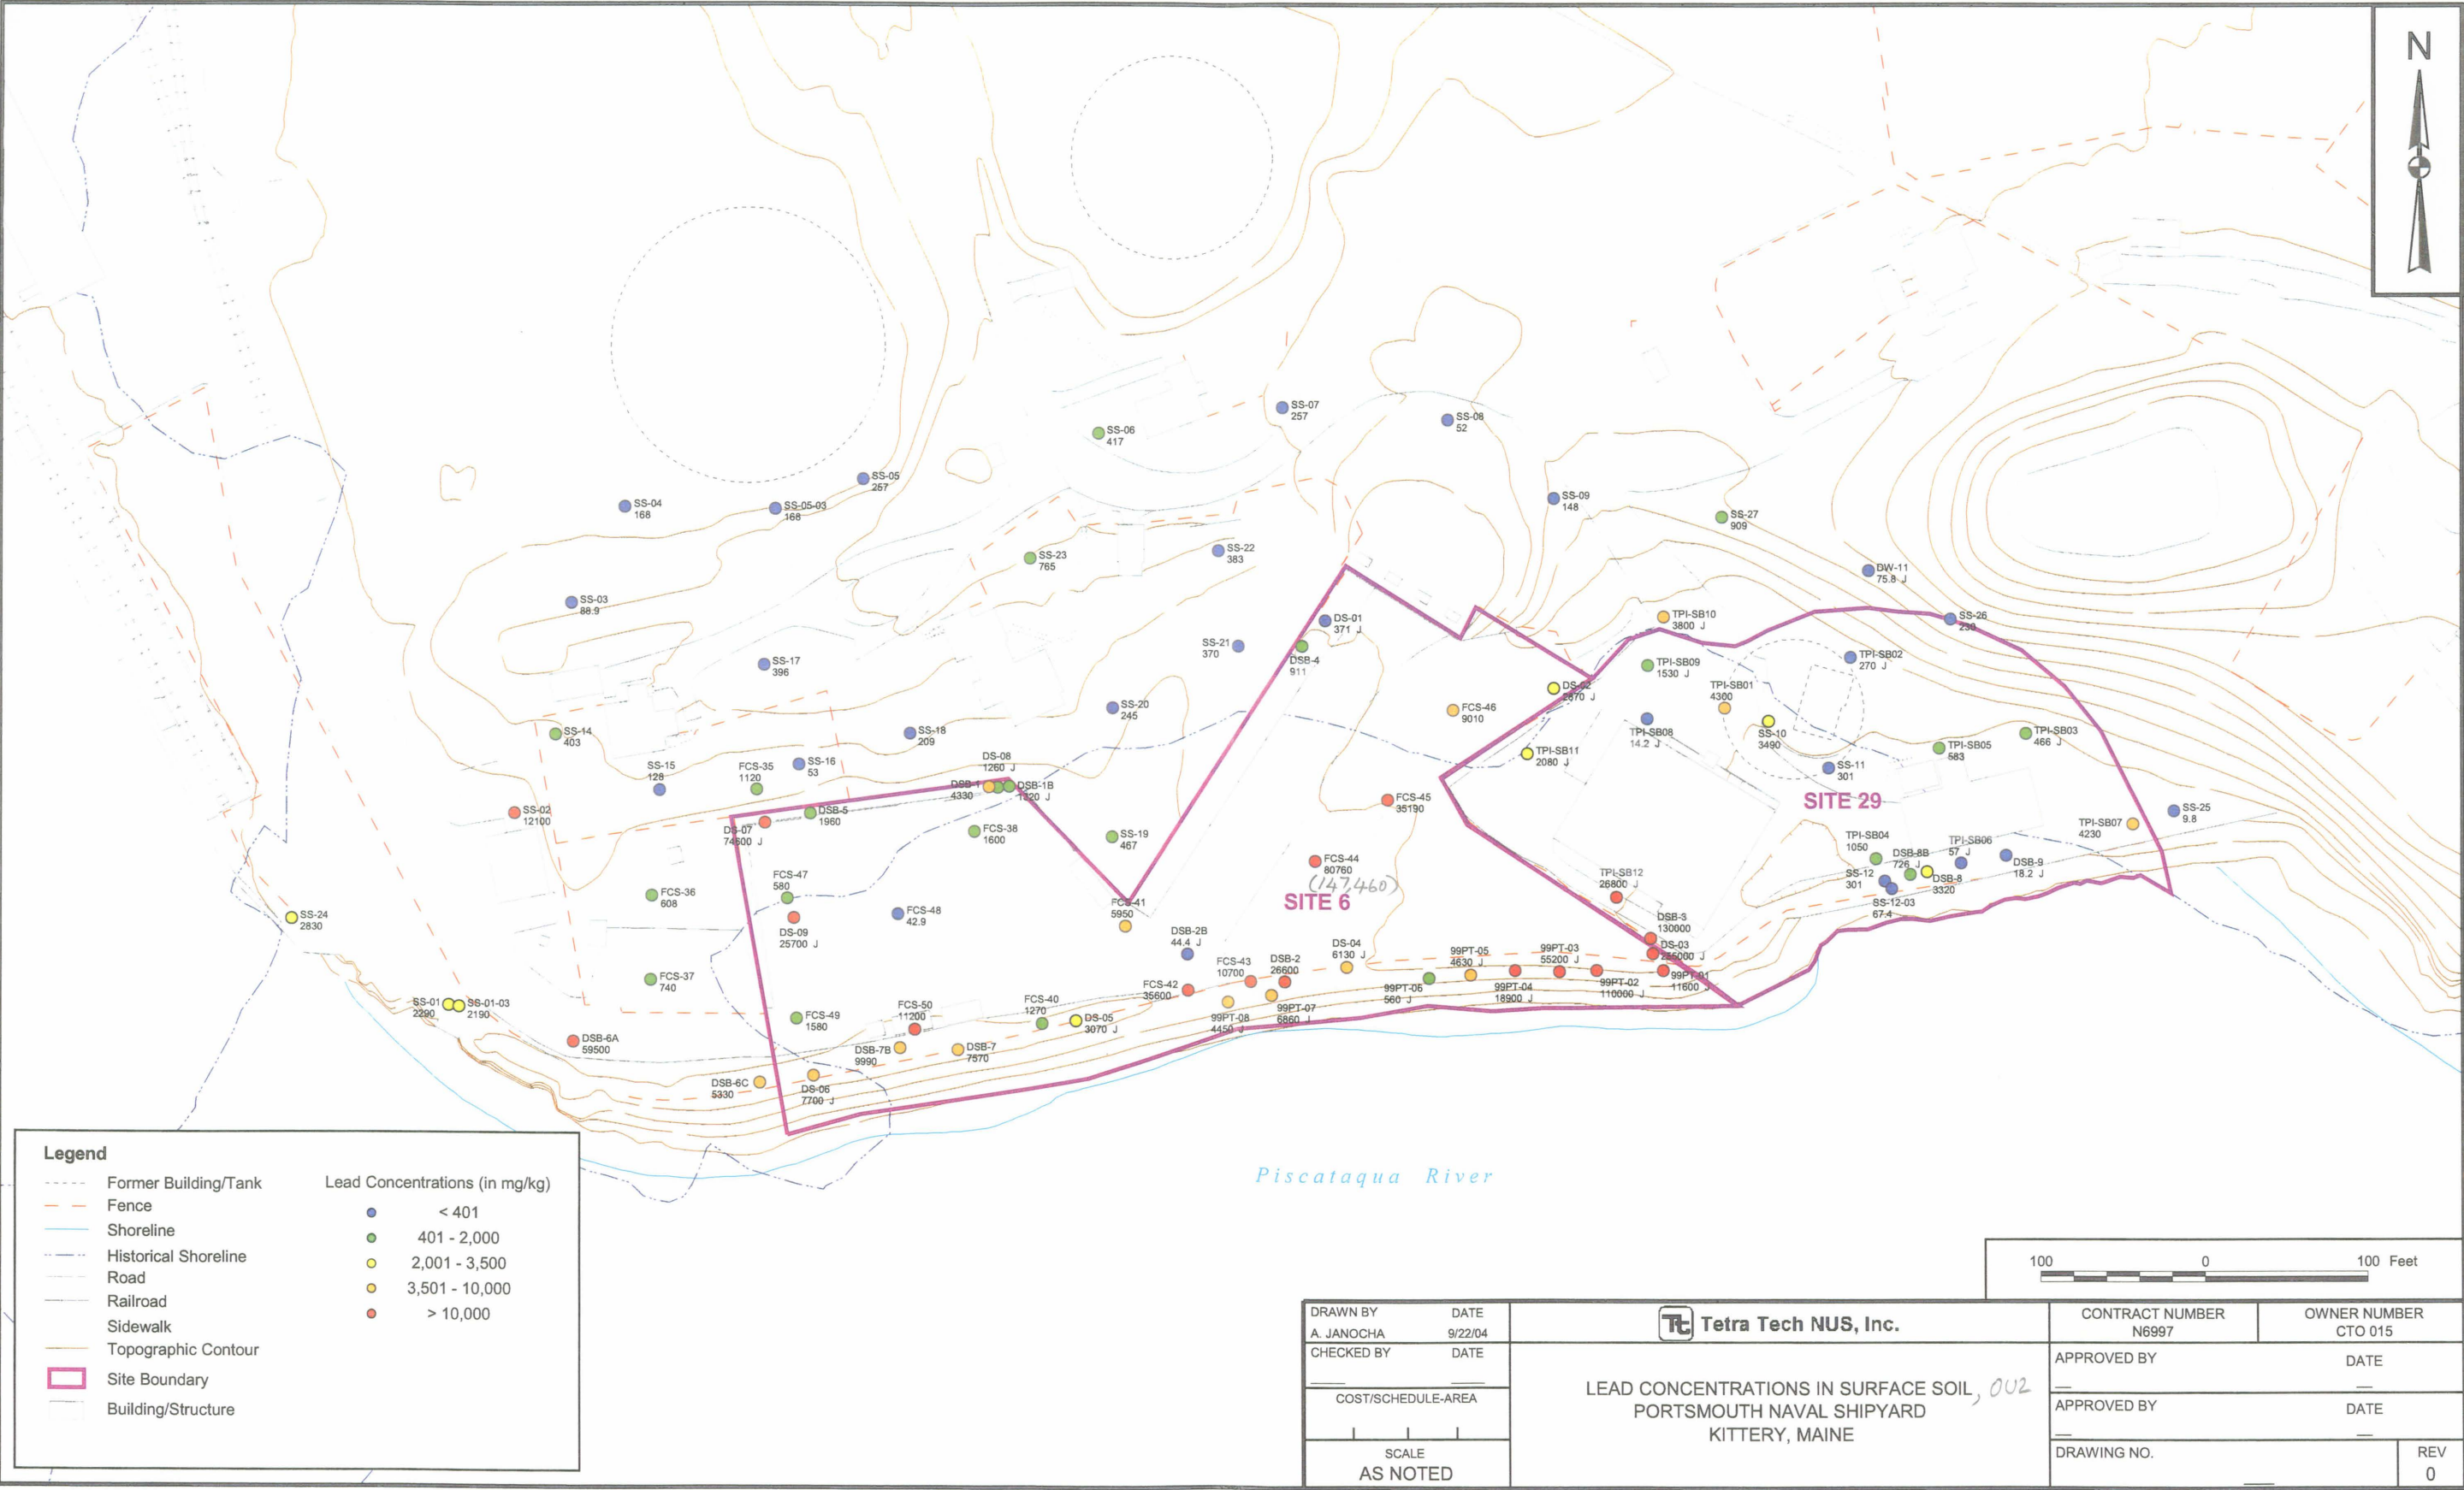 N
SS-07
257
SS-08
52
SS-06
417
SS-05
257
SS-04
168
SS-05-03
168
SS-09
148
SS-27
909
SS-23
765
SS-22
383
DW-11
75.8 J
SS-03
88.9
DS-01
371 J
TPI-SB10
3800 J
SS-26
230
SS-21
370
DSB-4
911
SS-17
396
TPI-SB09
1530 J
TPI-SB02
270 J
DS-02
2870 J
TPI-SB01
4300
SS-20
245
FCS-46
9010
SS-14
403
SS-18
209
TPI-SB08
14.2 J
SS-10
3490
TPI-SB03
466 J
TPI-SB05
583
TPI-SB11
2080 J
SS-15
128
FCS-35
1120
SS-16
53
DS-08
1260 J
DSB-1
4330
DSB-1B
1320 J
SS-11
301
SITE 29
SS-02
12100
DS-07
74600 J
DSB-5
1960
FCS-38
1600
SS-19
467
FCS-45
35190
SS-25
9.8
TPI-SB07
4230
FCS-44
80760
(147,460)
SITE 6
TPI-SB04
1050
DSB-8B
726 J
TPI-SB06
57 J
DSB-9
18.2 J
SS-12
301
DSB-8
3320
SS-12-03
67.4
TPI-SB12
26800 J
FCS-36
608
FCS-47
580
FCS-48
42.9
FCS-41
5950
SS-24
2830
DS-09
25700 J
DSB-2B
44.4 J
DSB-3
130000
DS-03
J
FCS-37
740
FCS-43
10700
DSB-2
26600
DS-04
6130 J
99PT-05
4630 J
99PT-03
55200 J
99PT-01
11600 J
FCS-42
35600
99PT-06
560 J
99PT-04
18900 J
99PT-02
110000 J
SS-01
2290
SS-01-03
2190
FCS-49
1580
FCS-50
11200
FCS-40
1270
DS-05
3070 J
99PT-08
4450 J
99PT-07
6860 J
DSB-6A
59500
DSB-7B
9990
DSB-7
7570
DSB-6C
5330
DS-06
7700 J
Piscataqua River
Legend
Former Building/Tank
Fence
Shoreline
Historical Shoreline
Road
Railroad
Sidewalk
Topographic Contour
Site Boundary
Building/Structure
Lead Concentrations (in mg/kg)
< 401
401 - 2,000
2,001 - 3,500
3,501 - 10,000
> 10,000
100 0 100 Feet
DRAWN BY DATE
A. JANOCHA 9/22/04
CHECKED BY DATE
COST/SCHEDULE-AREA
SCALE
AS NOTED
Tt Tetra Tech NUS, Inc.
LEAD CONCENTRATIONS IN SURFACE SOIL, OU2
PORTSMOUTH NAVAL SHIPYARD
KITTERY, MAINE
CONTRACT NUMBER
N6997
OWNER NUMBER
CTO 015
APPROVED BY DATE
APPROVED BY DATE
DRAWING NO.
REV
0